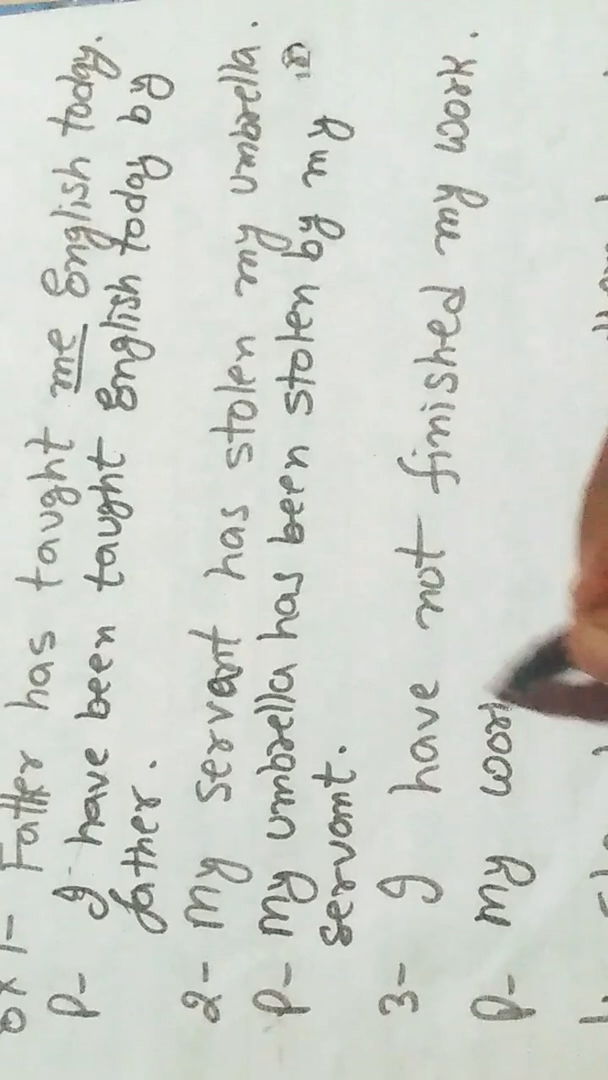 Ex 1- Father has taught me English today.
P- I have been taught English today by
father.
2- My servant has stolen my umbrella.
P- My umbrella has been stolen by my
servant.
3- I have not finished my work.
P- My work